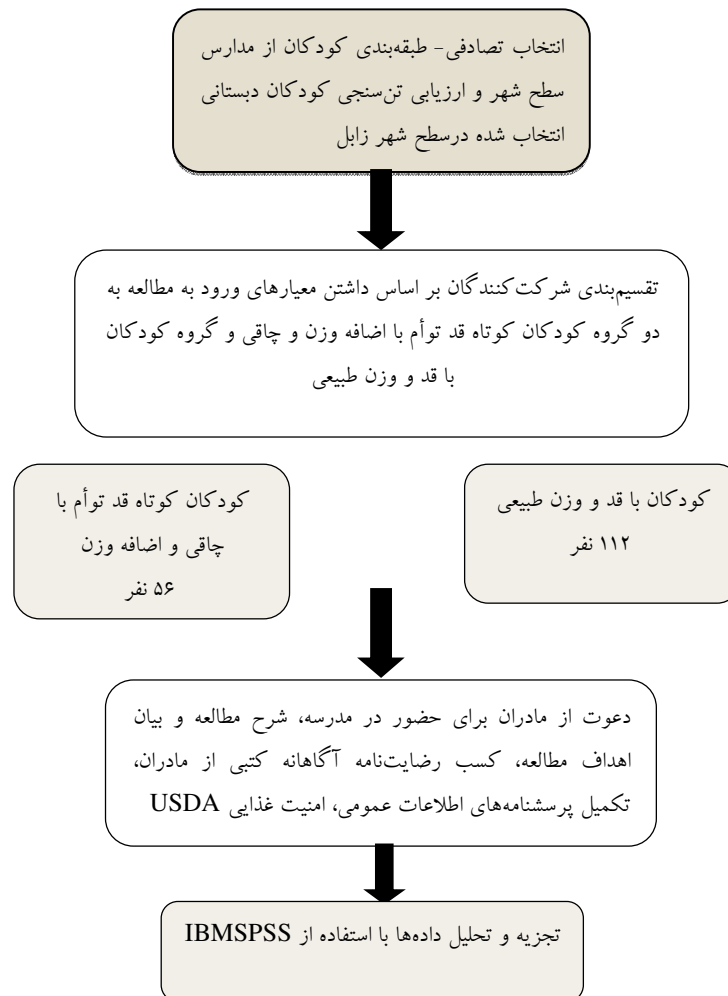 انتخاب تصادفی- طبقه‌بندی کودکان از مدارس
سطح شهر و ارزیابی تن‌سنجی کودکان دبستانی
انتخاب شده درسطح شهر زابل
تقسیم‌بندی شرکت‌کنندگان بر اساس داشتن معیارهای ورود به مطالعه به
دو گروه کودکان کوتاه قد توأم با اضافه وزن و چاقی و گروه کودکان
با قد و وزن طبیعی
کودکان با قد و وزن طبیعی
۱۱۲ نفر
کودکان کوتاه قد توأم با
چاقی و اضافه وزن
۵۶ نفر
دعوت از مادران برای حضور در مدرسه، شرح مطالعه و بیان
اهداف مطالعه، کسب رضایت‌نامه آگاهانه کتبی از مادران،
تکمیل پرسشنامه‌های اطلاعات عمومی، امنیت غذایی USDA
تجزیه و تحلیل داده‌ها با استفاده از IBMSPSS